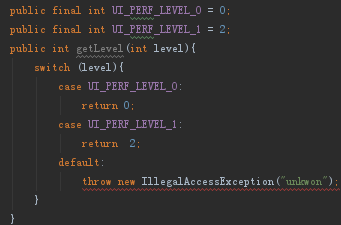 public final int UI_PERF_LEVEL_0 = 0;
public final int UI_PERF_LEVEL_1 = 2;
public int getLevel(int level){
switch (level){
case UI_PERF_LEVEL_0:
return 0;
case UI_PERF_LEVEL_1:
return  2;
default:
throw new IllegalAccessException("unkwon");
}
}